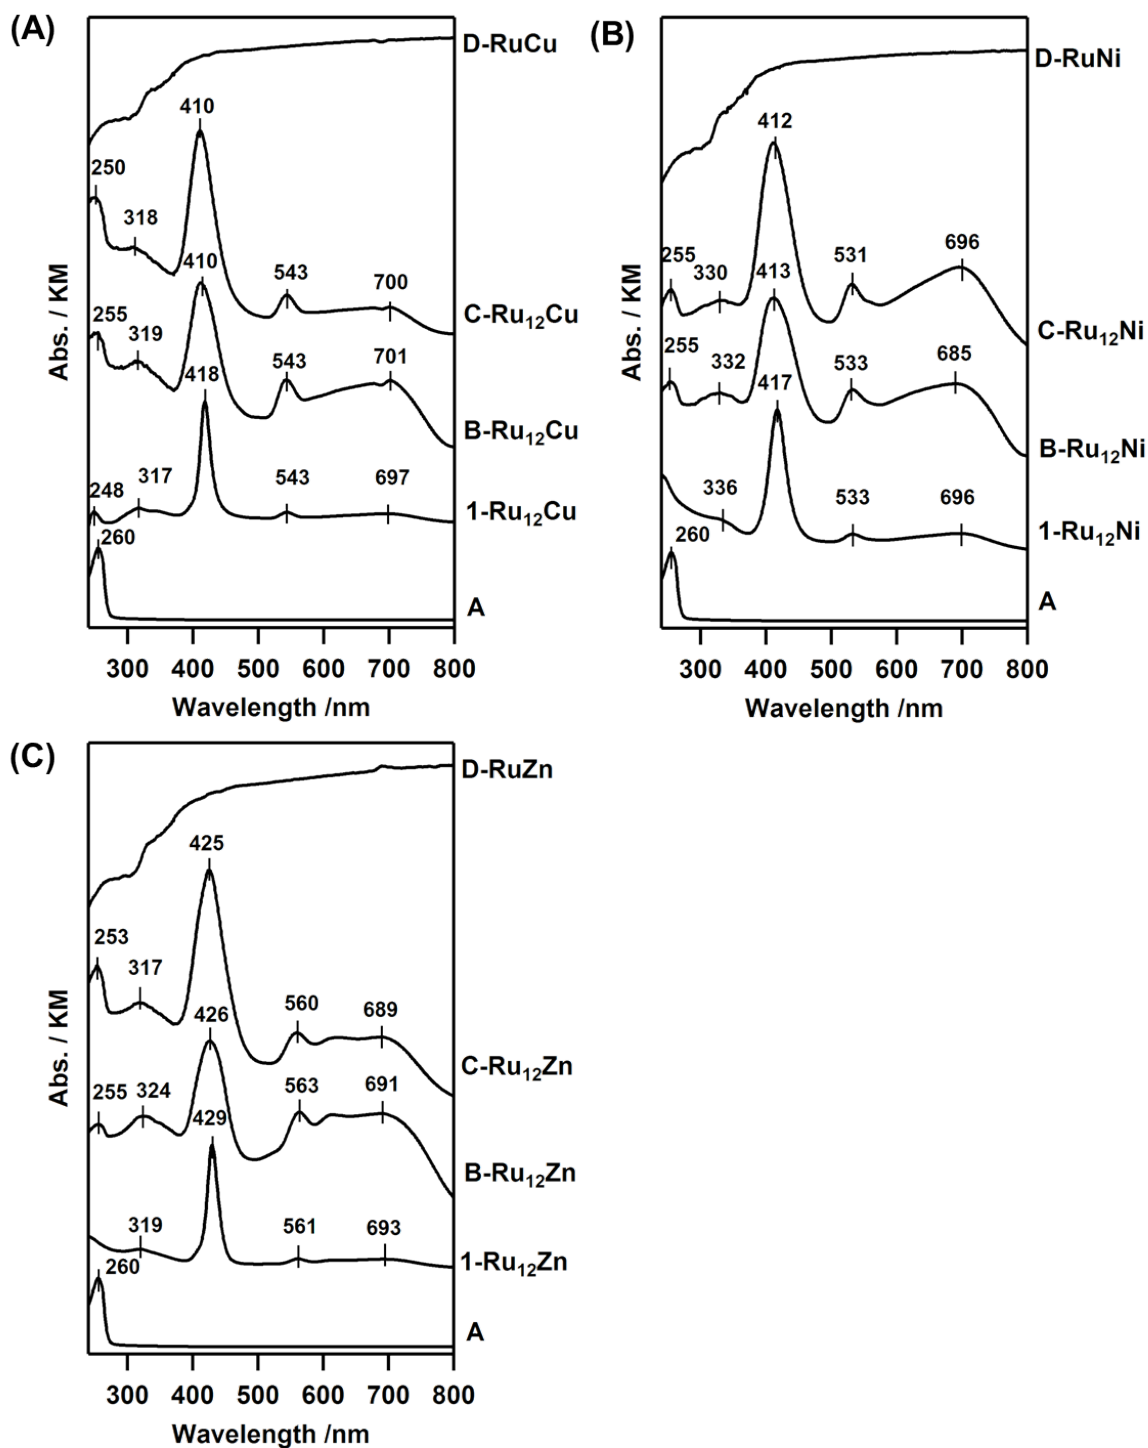 (A)
D-RuCu
410
250
318
410
543
700
C-Ru₁₂Cu
255
319
418
543
701
B-Ru₁₂Cu
248
317
543
697
1-Ru₁₂Cu
260
A
Abs. / KM
300 400 500 600 700 800
Wavelength /nm
(B)
D-RuNi
412
255
330
413
531
696
C-Ru₁₂Ni
255
332
417
533
685
B-Ru₁₂Ni
336
533
696
1-Ru₁₂Ni
260
A
Abs. / KM
300 400 500 600 700 800
Wavelength /nm
(C)
D-RuZn
425
253
317
426
560
689
C-Ru₁₂Zn
255
324
429
563
691
B-Ru₁₂Zn
319
561
693
1-Ru₁₂Zn
260
A
Abs. / KM
300 400 500 600 700 800
Wavelength /nm